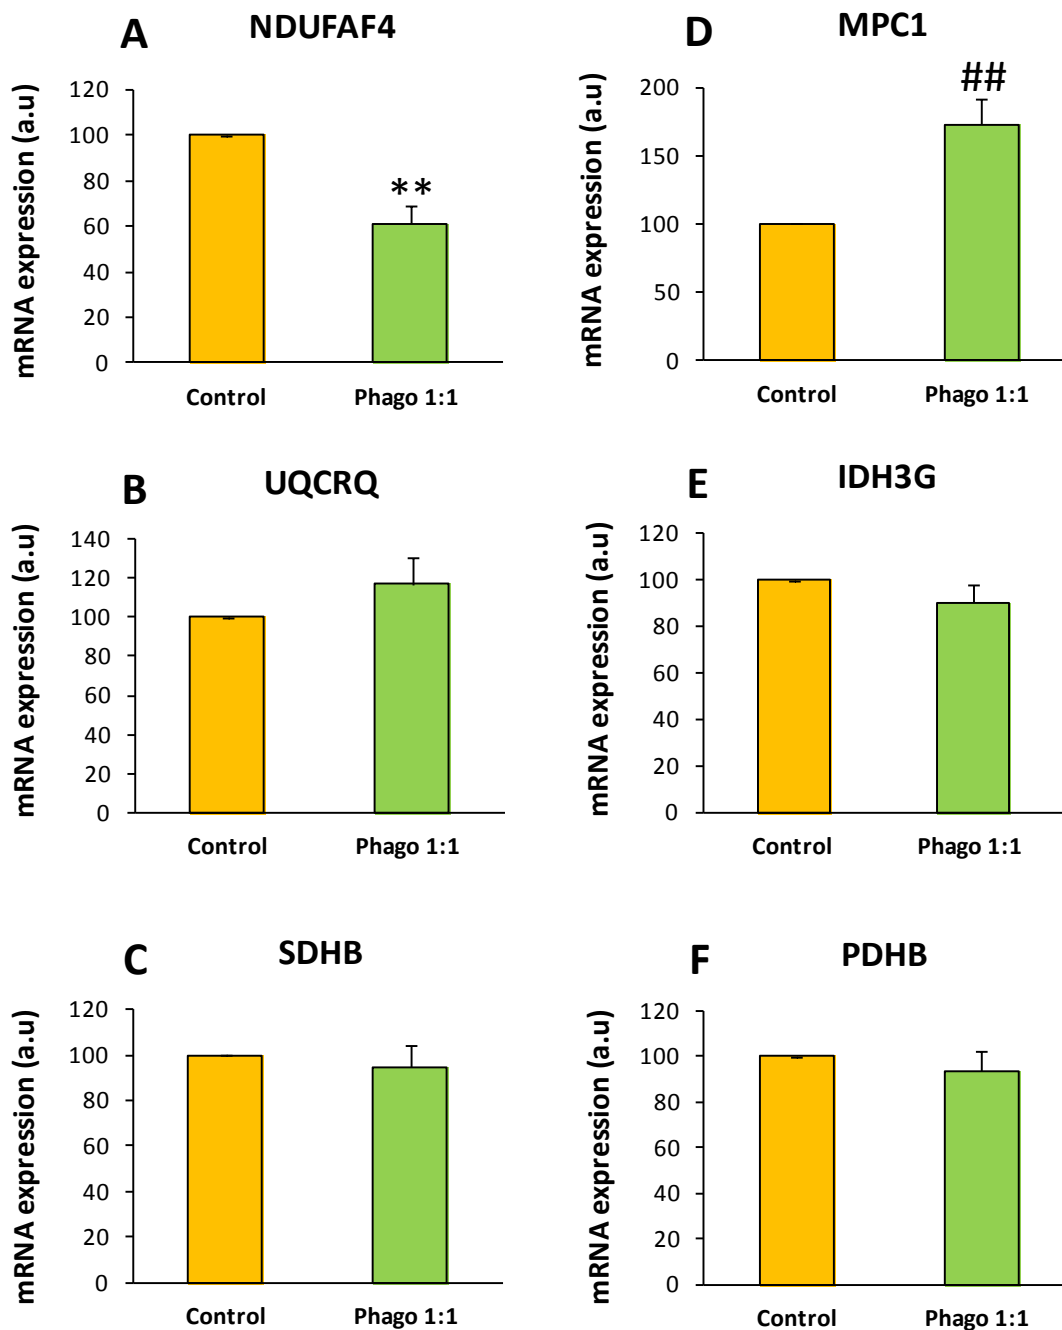 A
NDUFAF4
mRNA expression (a.u)
120
100
80
60
40
20
0
**
Control
Phago 1:1
D
MPC1
mRNA expression (a.u)
200
150
100
50
0
##
Control
Phago 1:1
B
UQCRQ
mRNA expression (a.u)
140
120
100
80
60
40
20
0
Control
Phago 1:1
E
IDH3G
mRNA expression (a.u)
120
100
80
60
40
20
0
Control
Phago 1:1
C
SDHB
mRNA expression (a.u)
120
100
80
60
40
20
0
Control
Phago 1:1
F
PDHB
mRNA expression (a.u)
120
100
80
60
40
20
0
Control
Phago 1:1